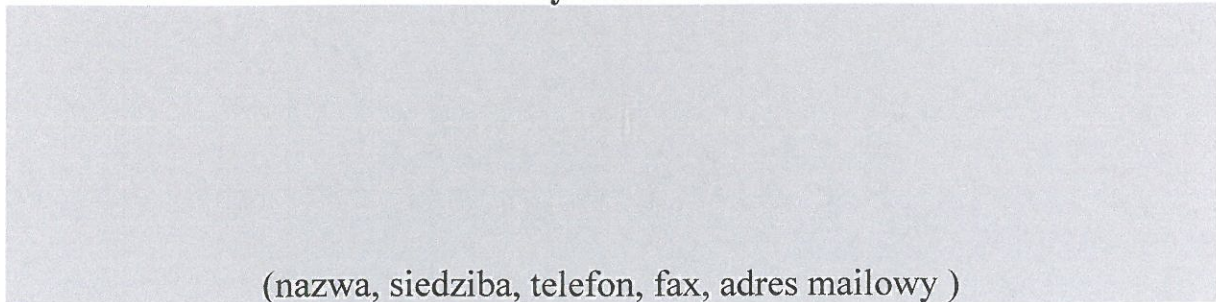 (nazwa, siedziba, telefon, fax, adres mailowy )